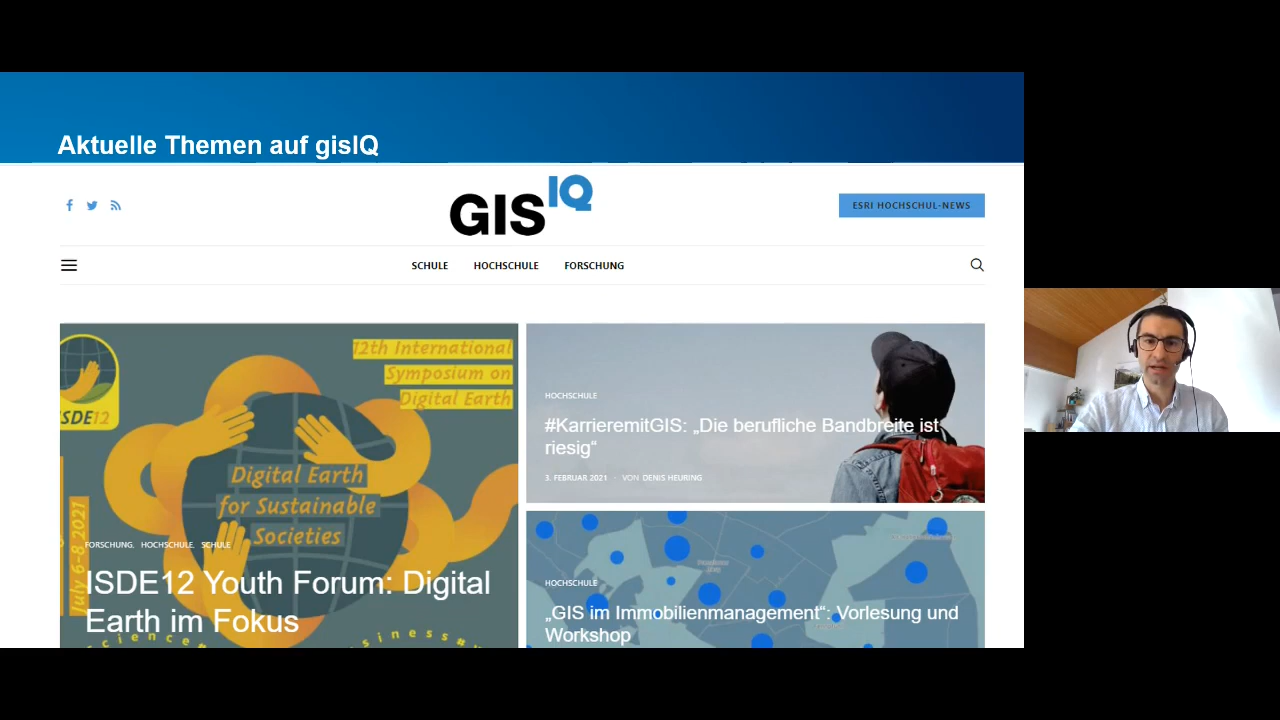 Aktuelle Themen auf gisIQ
GIS IQ
ESRI HOCHSCHUL-NEWS
SCHULE HOCHSCHULE FORSCHUNG
12th International
Symposium on
Digital Earth
ISDE12
Digital Earth
for Sustainable
Societies
July 6-8 2021
FORSCHUNG, HOCHSCHULE, SCHULE
ISDE12 Youth Forum: Digital
Earth im Fokus
HOCHSCHULE
#KarrieremitGIS: „Die berufliche Bandbreite ist
riesig“
3. FEBRUAR 2021 · VON DENIS HEURING
HOCHSCHULE
„GIS im Immobilienmanagement“: Vorlesung und
Workshop